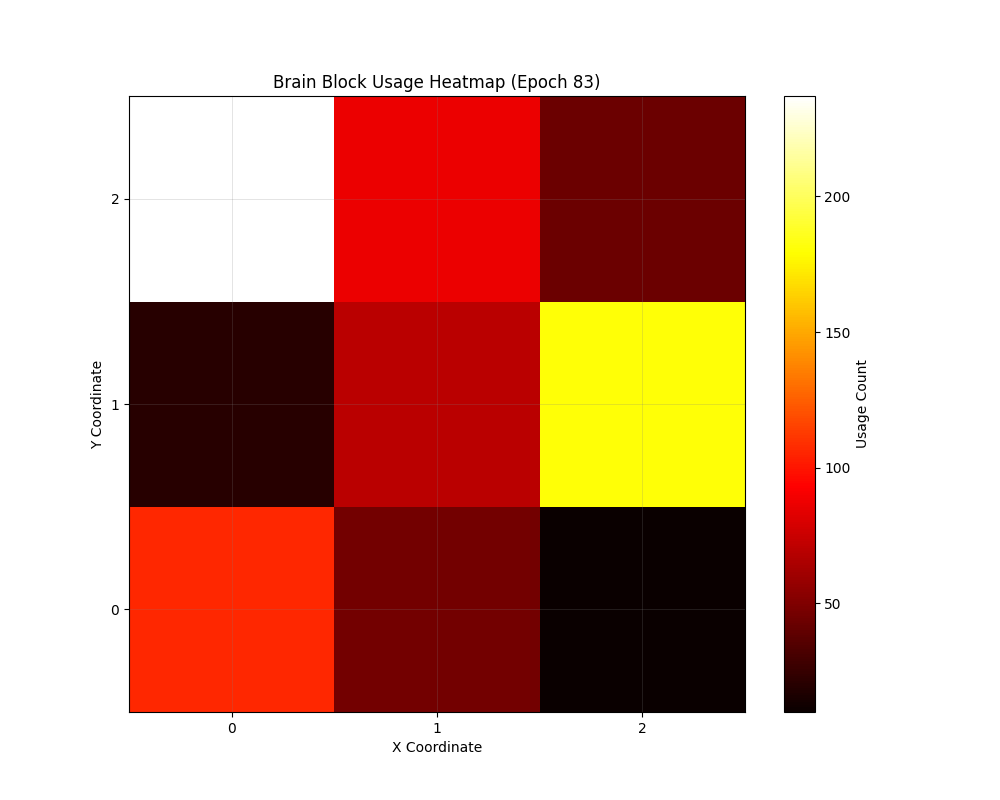 Brain Block Usage Heatmap (Epoch 83)
2
1
0
Y Coordinate
0 1 2
X Coordinate
200
150
100
50
Usage Count